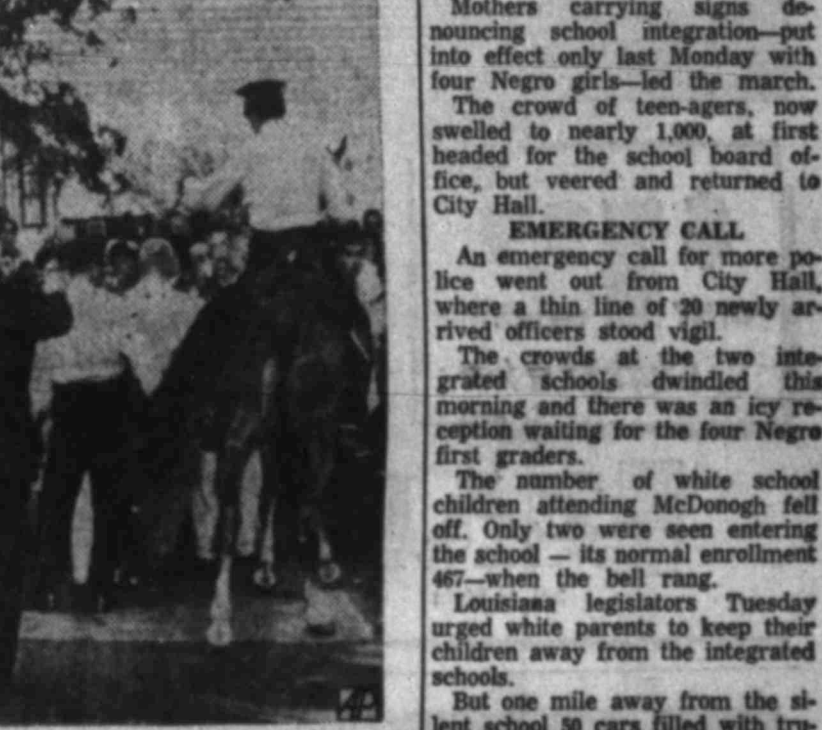 Mothers carrying signs de-
nouncing school integration—put
into effect only last Monday with
four Negro girls—led the march.
The crowd of teen-agers, now
swelled to nearly 1,000, at first
headed for the school board of-
fice, but veered and returned to
City Hall.
EMERGENCY CALL
An emergency call for more po-
lice went out from City Hall,
where a thin line of 20 newly ar-
rived officers stood vigil.
The crowds at the two inte-
grated schools dwindled this
morning and there was an icy re-
ception waiting for the four Negro
first graders.
The number of white school
children attending McDonogh fell
off. Only two were seen entering
the school — its normal enrollment
467—when the bell rang.
Louisiana legislators Tuesday
urged white parents to keep their
children away from the integrated
schools.
But one mile away from the si-
lent school 50 cars filled with tru-
AP